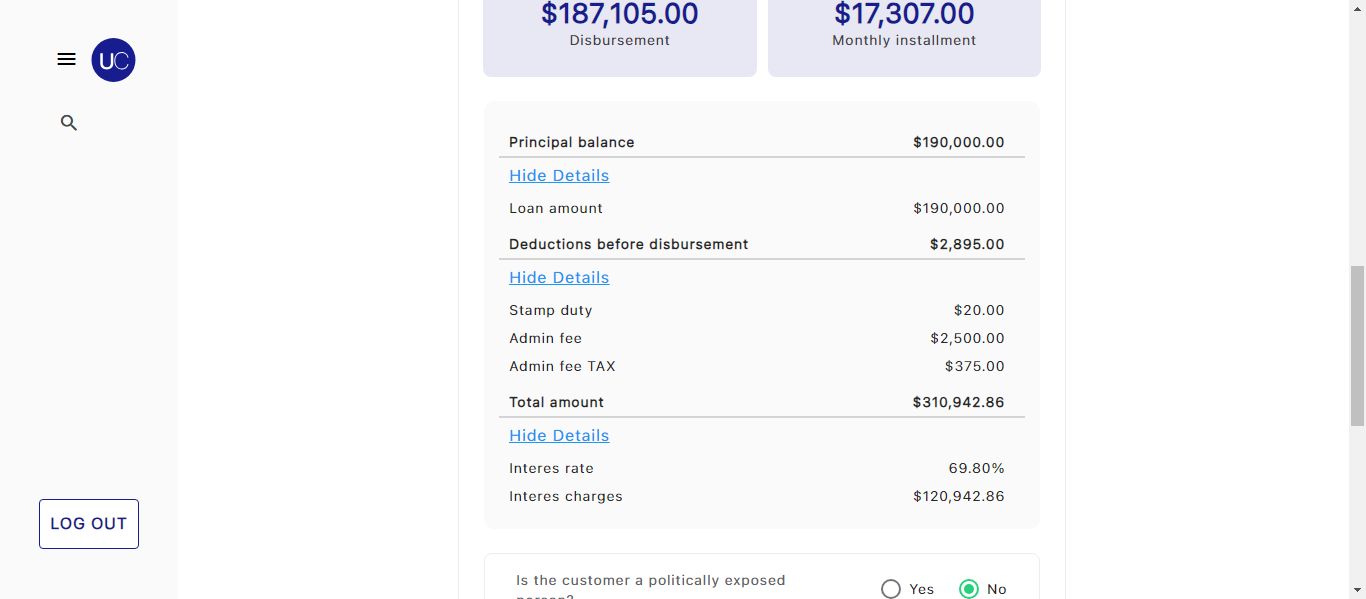 $187,105.00
Disbursement
$17,307.00
Monthly installment
UC
Principal balance $190,000.00
Hide Details
Loan amount $190,000.00
Deductions before disbursement $2,895.00
Hide Details
Stamp duty $20.00
Admin fee $2,500.00
Admin fee TAX $375.00
Total amount $310,942.86
Hide Details
Interes rate 69.80%
Interes charges $120,942.86
LOG OUT
Is the customer a politically exposed
person?
Yes No